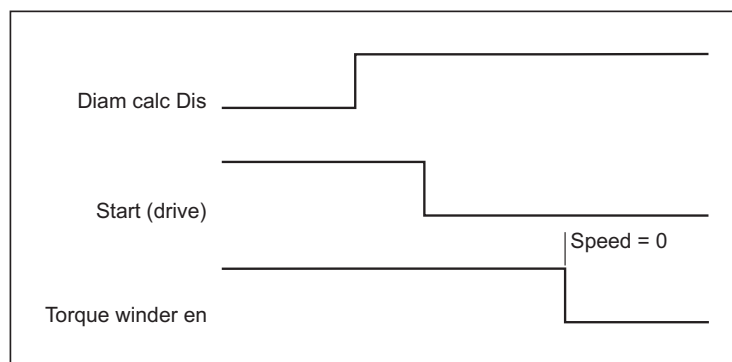 Diam calc Dis
Start (drive)
Speed = 0
Torque winder en